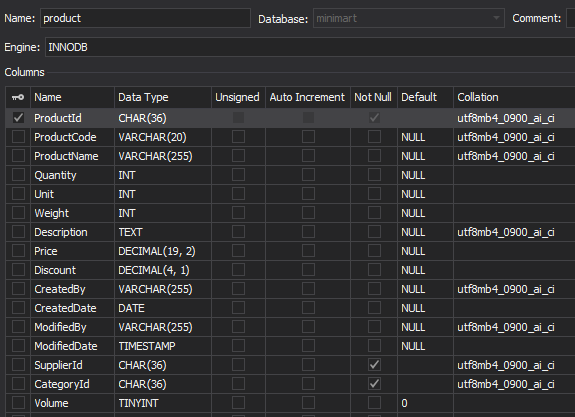 Name: product Database: minimart Comment:
Engine: INNODB
Columns
Name Data Type Unsigned Auto Increment Not Null Default Collation
ProductId CHAR(36) utf8mb4_0900_ai_ci
ProductCode VARCHAR(20) NULL utf8mb4_0900_ai_ci
ProductName VARCHAR(255) NULL utf8mb4_0900_ai_ci
Quantity INT NULL
Unit INT NULL
Weight INT NULL
Description TEXT NULL utf8mb4_0900_ai_ci
Price DECIMAL(19, 2) NULL
Discount DECIMAL(4, 1) NULL
CreatedBy VARCHAR(255) NULL utf8mb4_0900_ai_ci
CreatedDate DATE NULL
ModifiedBy VARCHAR(255) NULL utf8mb4_0900_ai_ci
ModifiedDate TIMESTAMP NULL
SupplierId CHAR(36) utf8mb4_0900_ai_ci
CategoryId CHAR(36) utf8mb4_0900_ai_ci
Volume TINYINT 0